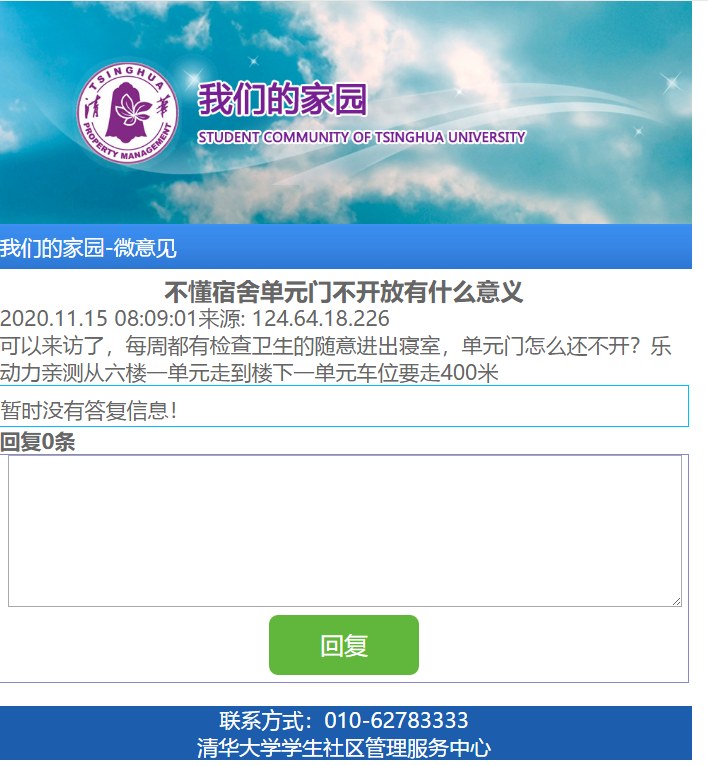 TSINGHUA
清华
PROPERTY MANAGEMENT
我们的家园
STUDENT COMMUNITY OF TSINGHUA UNIVERSITY
我们的家园-微意见
不懂宿舍单元门不开放有什么意义
2020.11.15 08:09:01来源: 124.64.18.226
可以来访了，每周都有检查卫生的随意进出寝室，单元门怎么还不开？乐
动力亲测从六楼一单元走到楼下一单元车位要走400米
暂时没有答复信息！
回复0条
回复
联系方式：010-62783333
清华大学学生社区管理服务中心